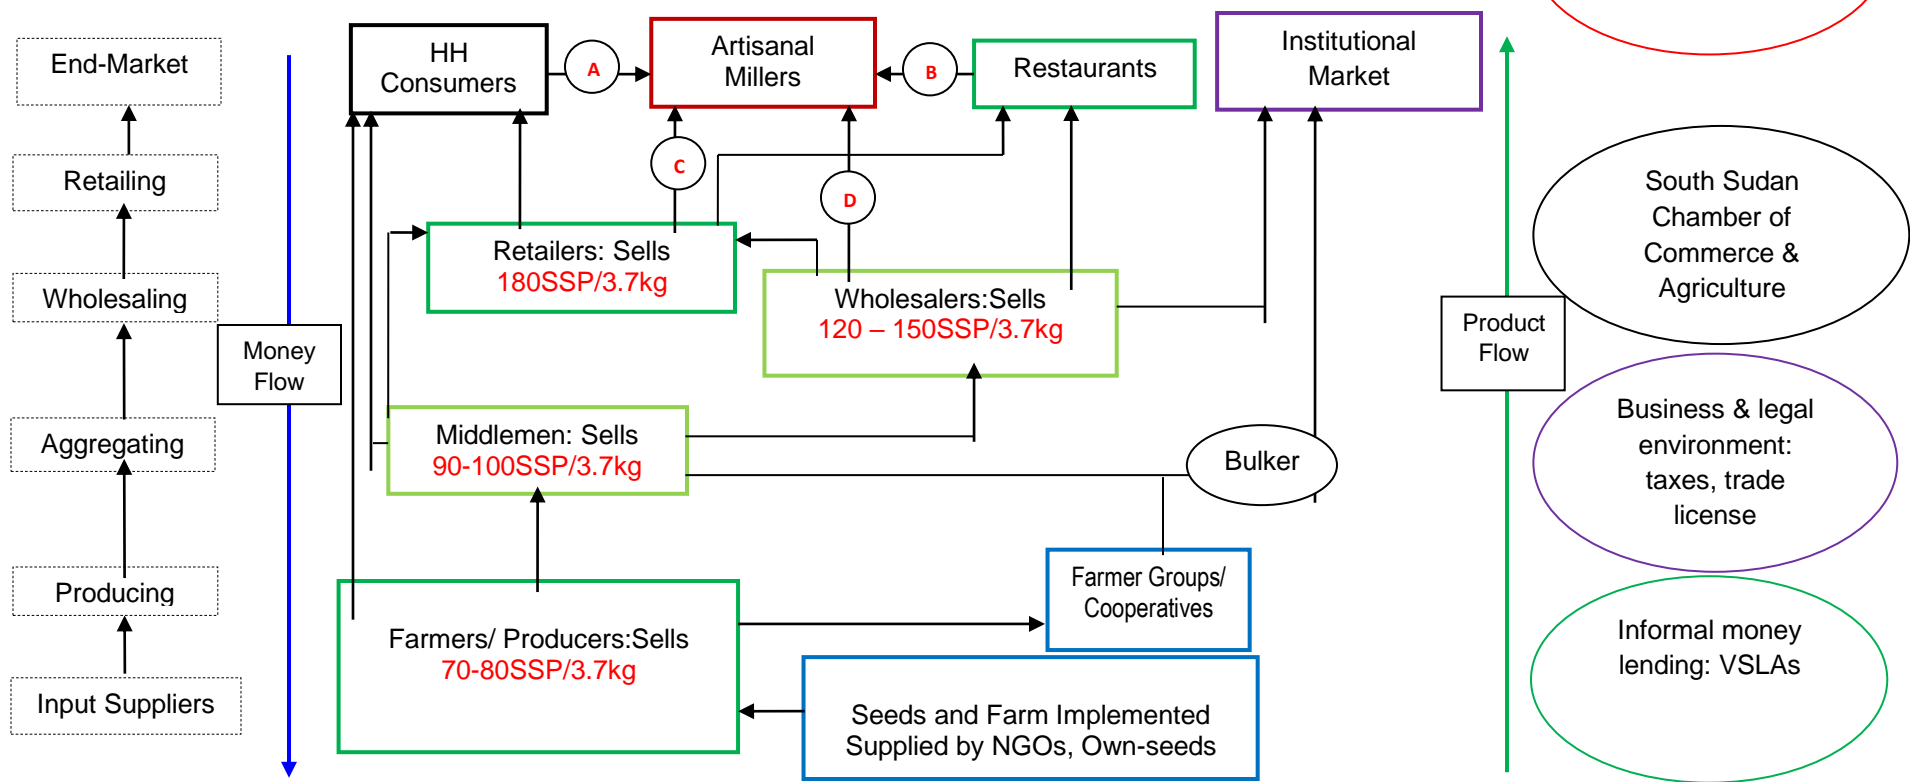 End-Market
Retailing
Wholesaling
Aggregating
Producing
Input Suppliers
Money
Flow
HH
Consumers
A
Artisanal
Millers
B
Restaurants
Institutional
Market
C
D
Retailers: Sells
180SSP/3.7kg
Wholesalers:Sells
120 – 150SSP/3.7kg
Middlemen: Sells
90-100SSP/3.7kg
Bulker
Farmer Groups/
Cooperatives
Farmers/ Producers:Sells
70-80SSP/3.7kg
Seeds and Farm Implemented
Supplied by NGOs, Own-seeds
Product
Flow
South Sudan
Chamber of
Commerce &
Agriculture
Business & legal
environment:
taxes, trade
license
Informal money
lending: VSLAs